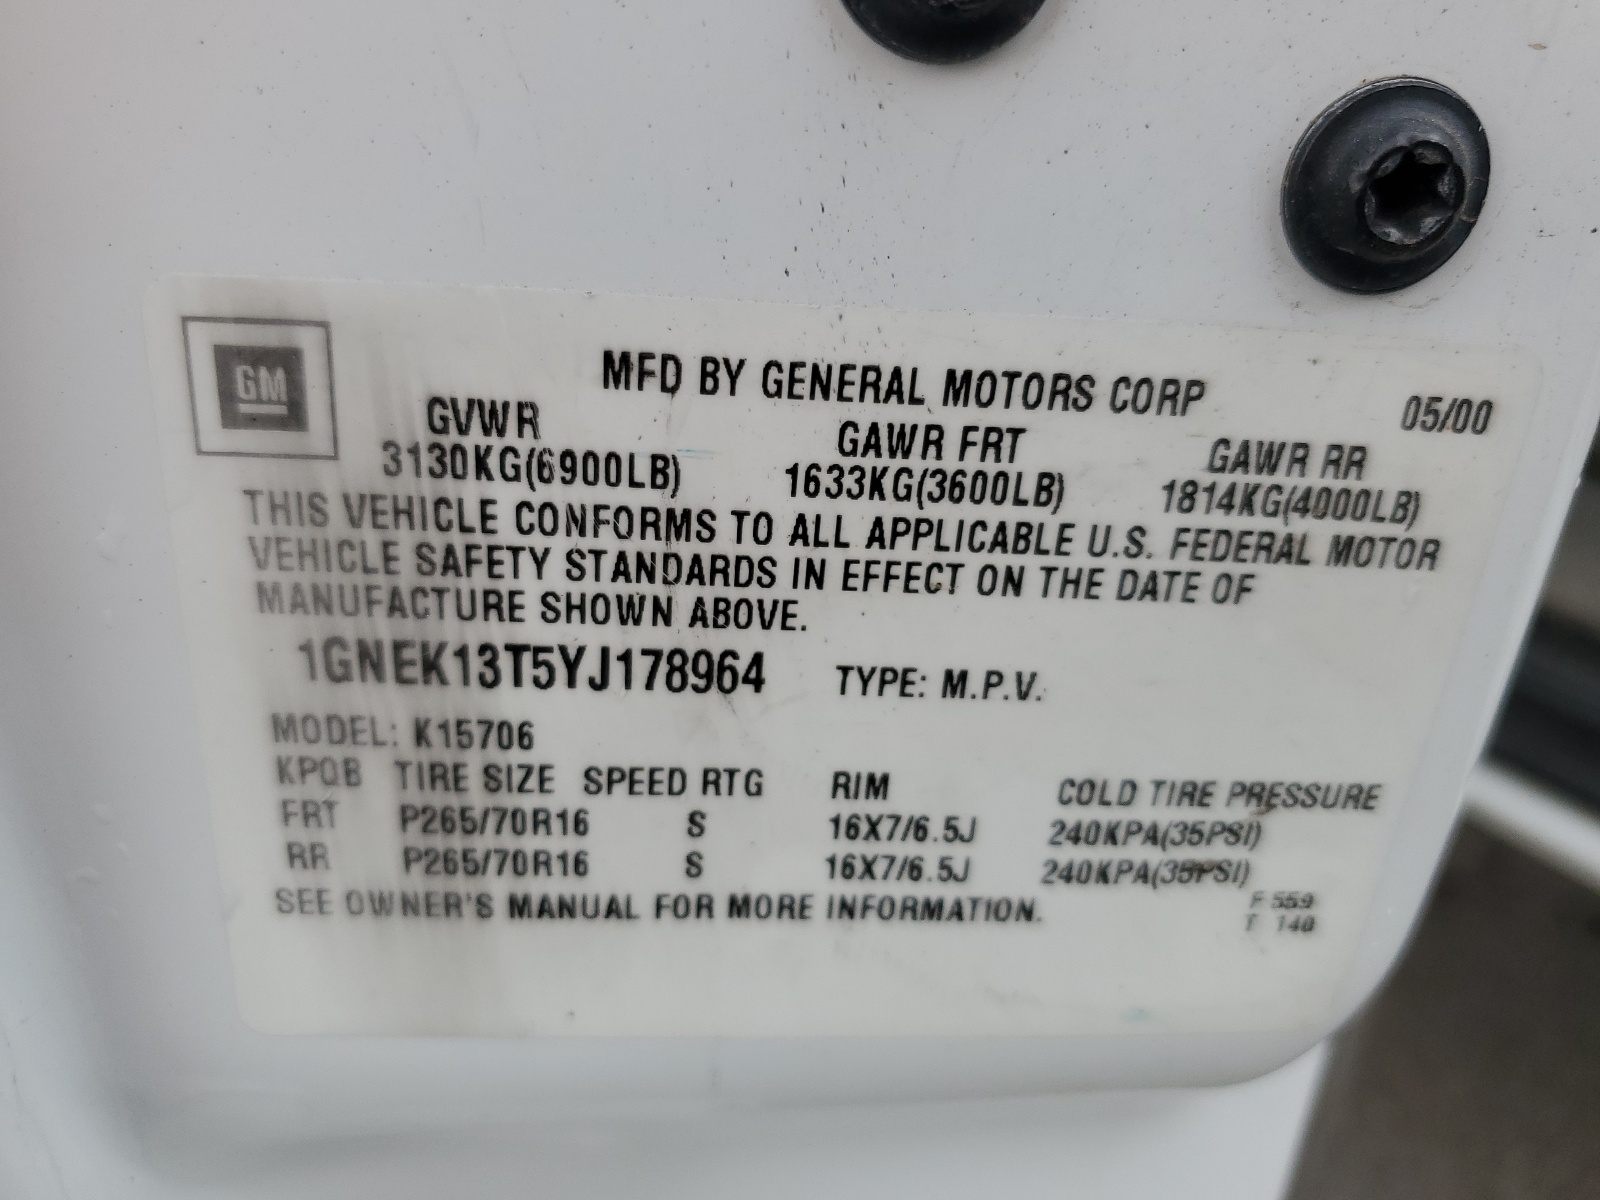 GM
MFD BY GENERAL MOTORS CORP 05/00
GVWR GAWR FRT GAWR RR
3130KG(6900LB) 1633KG(3600LB) 1814KG(4000LB)
THIS VEHICLE CONFORMS TO ALL APPLICABLE U.S. FEDERAL MOTOR
VEHICLE SAFETY STANDARDS IN EFFECT ON THE DATE OF
MANUFACTURE SHOWN ABOVE.
1GNEK13T5YJ178964 TYPE: M.P.V.
MODEL: K15706
KPQB TIRE SIZE SPEED RTG RIM COLD TIRE PRESSURE
FRT P265/70R16 S 16X7/6.5J 240KPA(35PSI)
RR P265/70R16 S 16X7/6.5J 240KPA(35PSI)
SEE OWNER'S MANUAL FOR MORE INFORMATION.
F 559
T 140